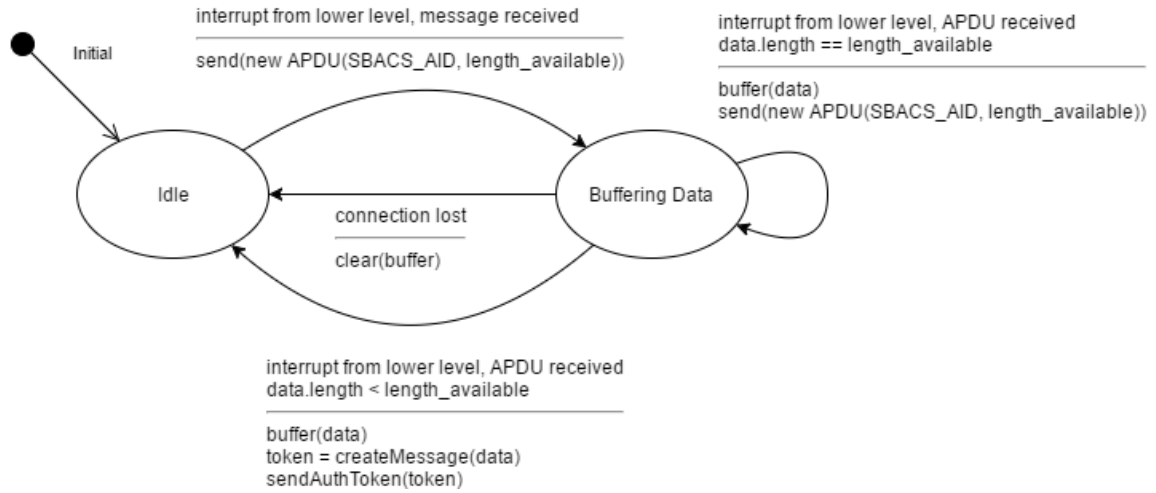 interrupt from lower level, message received
send(new APDU(SBACS_AID, length_available))
Initial
interrupt from lower level, APDU received
data.length == length_available
buffer(data)
send(new APDU(SBACS_AID, length_available))
Idle
Buffering Data
connection lost
clear(buffer)
interrupt from lower level, APDU received
data.length < length_available
buffer(data)
token = createMessage(data)
sendAuthToken(token)